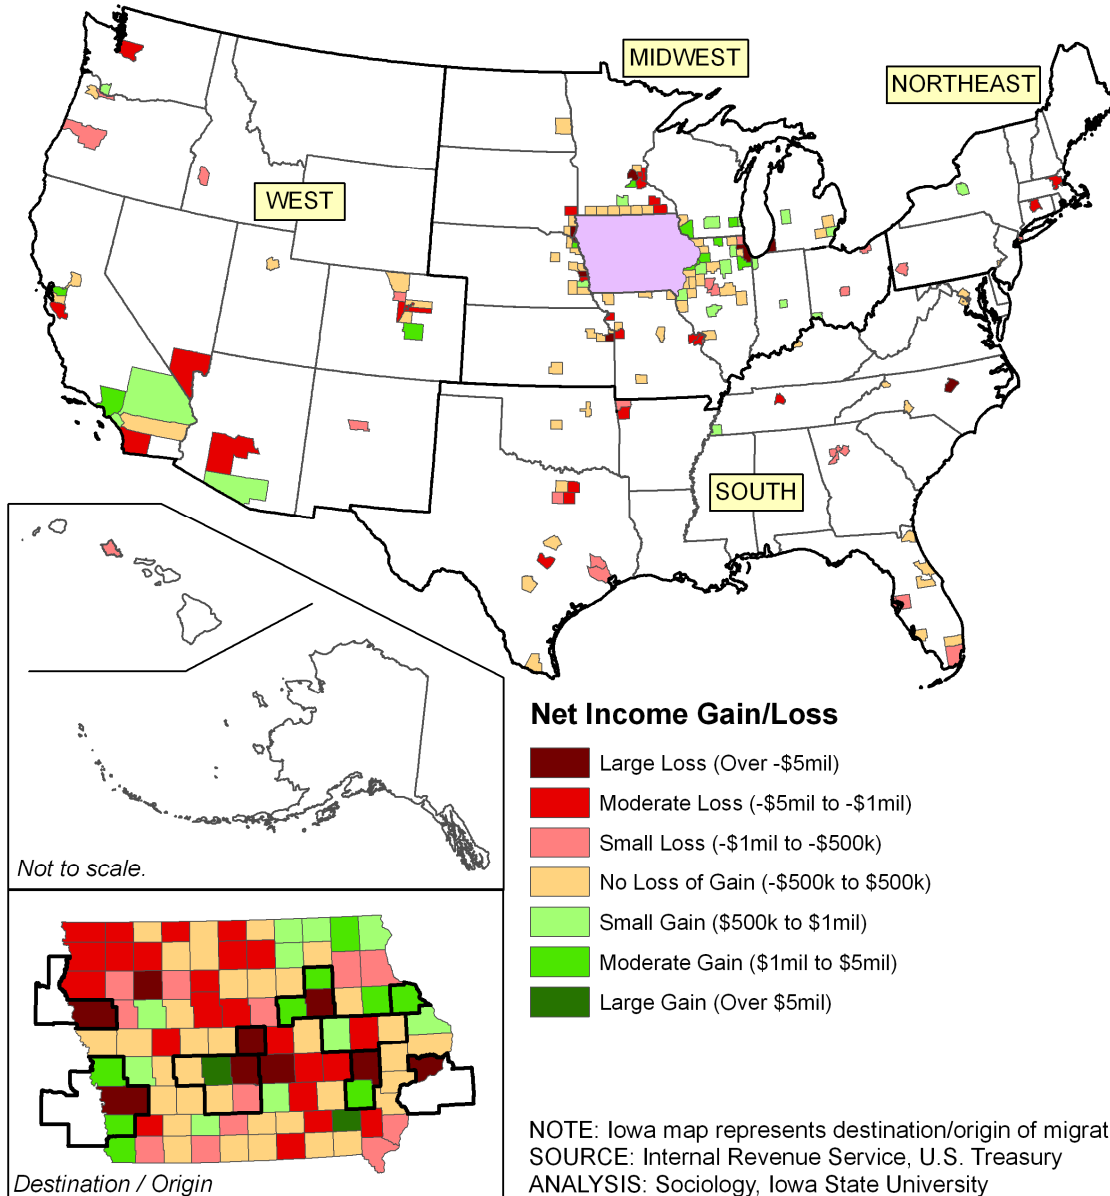 MIDWEST
NORTHEAST
WEST
SOUTH
Not to scale.
Net Income Gain/Loss
Large Loss (Over -$5mil)
Moderate Loss (-$5mil to -$1mil)
Small Loss (-$1mil to -$500k)
No Loss of Gain (-$500k to $500k)
Small Gain ($500k to $1mil)
Moderate Gain ($1mil to $5mil)
Large Gain (Over $5mil)
Destination / Origin
NOTE: Iowa map represents destination/origin of migrat
SOURCE: Internal Revenue Service, U.S. Treasury
ANALYSIS: Sociology, Iowa State University